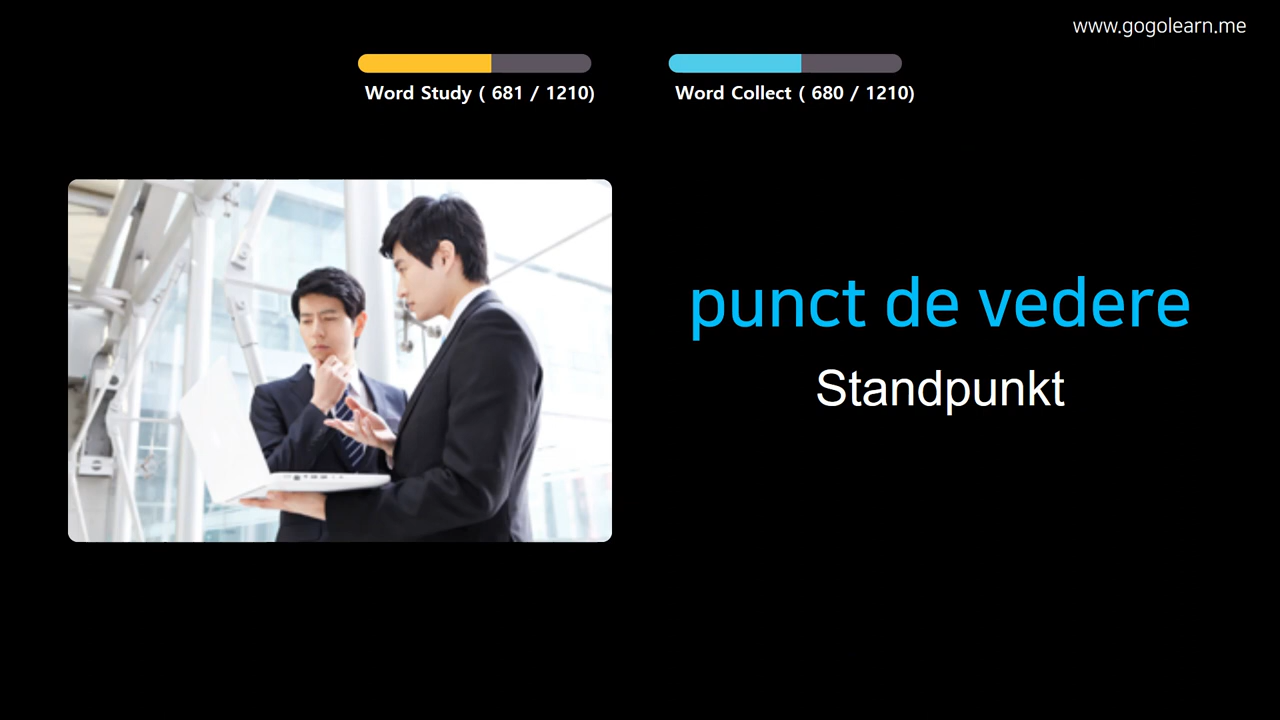 www.gogolearn.me
Word Study ( 681 / 1210)
Word Collect ( 680 / 1210)
punct de vedere
Standpunkt